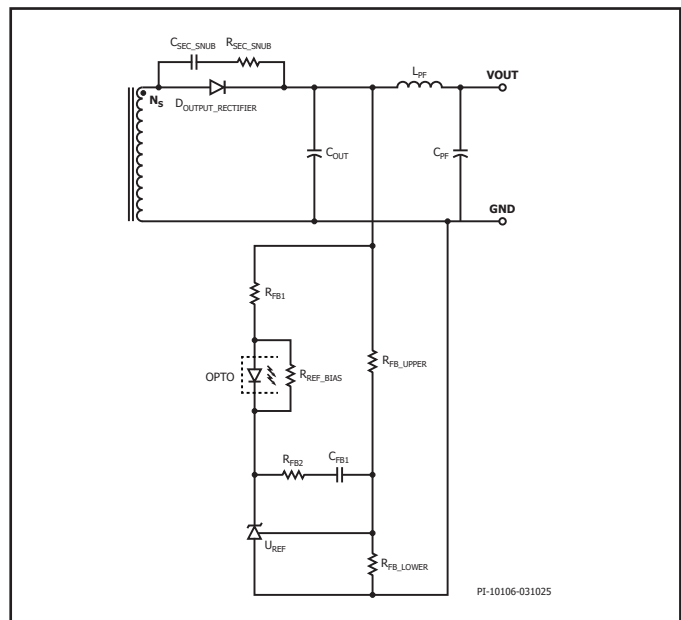 C_SEC_SNUB R_SEC_SNUB
L_PF
VOUT
N_S
D_OUTPUT_RECTIFIER
C_OUT
C_PF
GND
R_FB1
R_FB_UPPER
OPTO
R_REF_BIAS
R_FB2
C_FB1
U_REF
R_FB_LOWER
PI-10106-031025